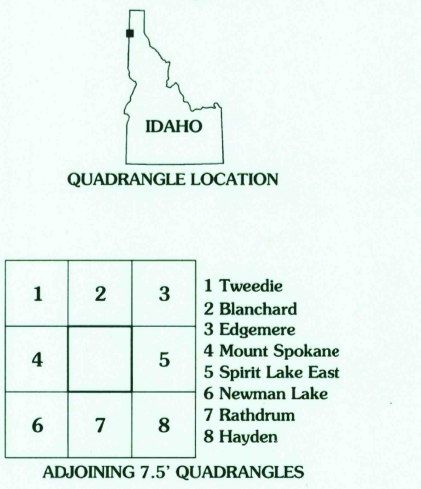 IDAHO
QUADRANGLE LOCATION
1 2 3
4 5
6 7 8
1 Tweedie
2 Blanchard
3 Edgemere
4 Mount Spokane
5 Spirit Lake East
6 Newman Lake
7 Rathdrum
8 Hayden
ADJOINING 7.5' QUADRANGLES